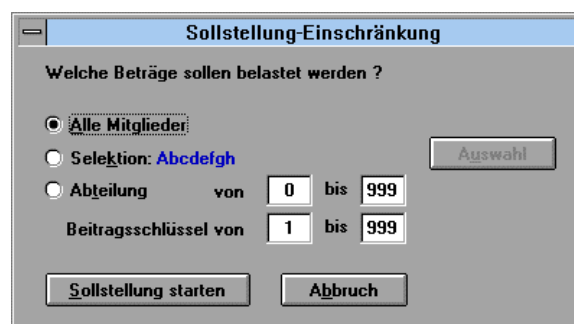 Sollstellung-Einschränkung
Welche Beträge sollen belastet werden ?
Alle Mitglieder
Selektion: Abcdefgh
Auswahl
Abteilung von 0 bis 999
Beitragsschlüssel von 1 bis 999
Sollstellung starten Abbruch